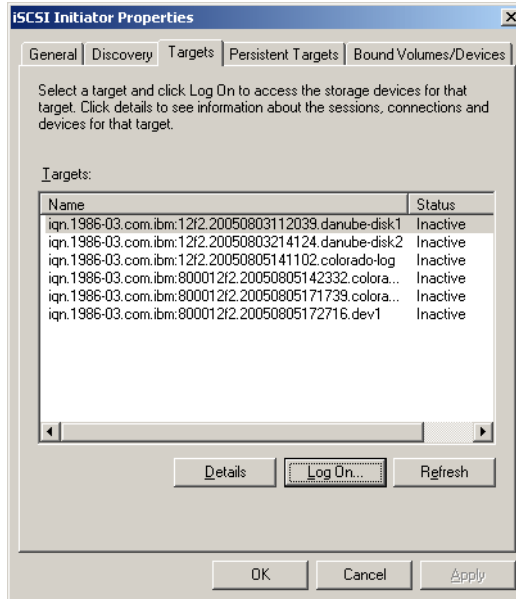 iSCSI Initiator Properties
General Discovery Targets Persistent Targets Bound Volumes/Devices
Select a target and click Log On to access the storage devices for that
target. Click details to see information about the sessions, connections and
devices for that target.
Targets:
Name Status
iqn.1986-03.com.ibm:12f2.20050803112039.danube-disk1 Inactive
iqn.1986-03.com.ibm:12f2.20050803214124.danube-disk2 Inactive
iqn.1986-03.com.ibm:12f2.20050805141102.colorado-log Inactive
iqn.1986-03.com.ibm:800012f2.20050805142332.colora... Inactive
iqn.1986-03.com.ibm:800012f2.20050805171739.colora... Inactive
iqn.1986-03.com.ibm:800012f2.20050805172716.dev1 Inactive
Details Log On... Refresh
OK Cancel Apply